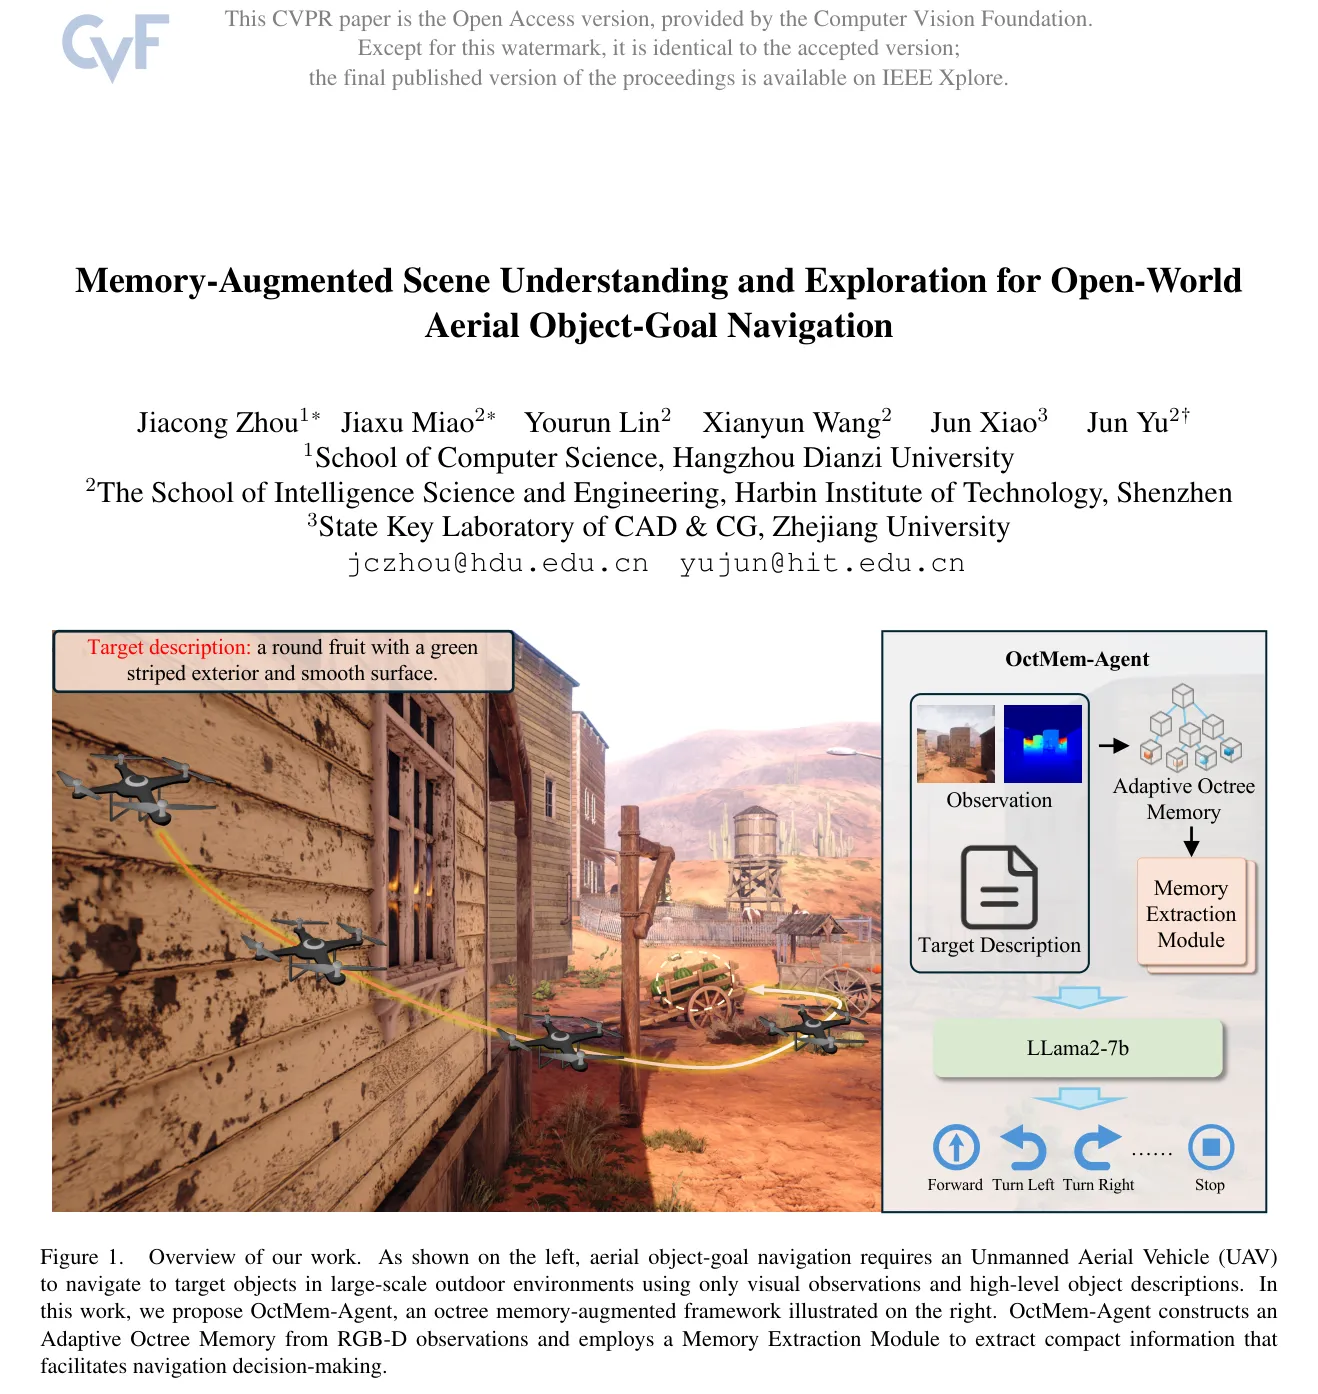 CVF
This CVPR paper is the Open Access version, provided by the Computer Vision Foundation.
Except for this watermark, it is identical to the accepted version;
the final published version of the proceedings is available on IEEE Xplore.
Memory-Augmented Scene Understanding and Exploration for Open-World
Aerial Object-Goal Navigation
Jiacong Zhou1* Jiaxu Miao2* Yourun Lin2 Xianyun Wang2 Jun Xiao3 Jun Yu2†
1School of Computer Science, Hangzhou Dianzi University
2The School of Intelligence Science and Engineering, Harbin Institute of Technology, Shenzhen
3State Key Laboratory of CAD & CG, Zhejiang University
jczhou@hdu.edu.cn yujun@hit.edu.cn
Target description: a round fruit with a green
striped exterior and smooth surface.
OctMem-Agent
Observation
Target Description
Adaptive Octree
Memory
Memory
Extraction
Module
LLama2-7b
Forward Turn Left Turn Right ...... Stop
Figure 1. Overview of our work. As shown on the left, aerial object-goal navigation requires an Unmanned Aerial Vehicle (UAV)
to navigate to target objects in large-scale outdoor environments using only visual observations and high-level object descriptions. In
this work, we propose OctMem-Agent, an octree memory-augmented framework illustrated on the right. OctMem-Agent constructs an
Adaptive Octree Memory from RGB-D observations and employs a Memory Extraction Module to extract compact information that
facilitates navigation decision-making.